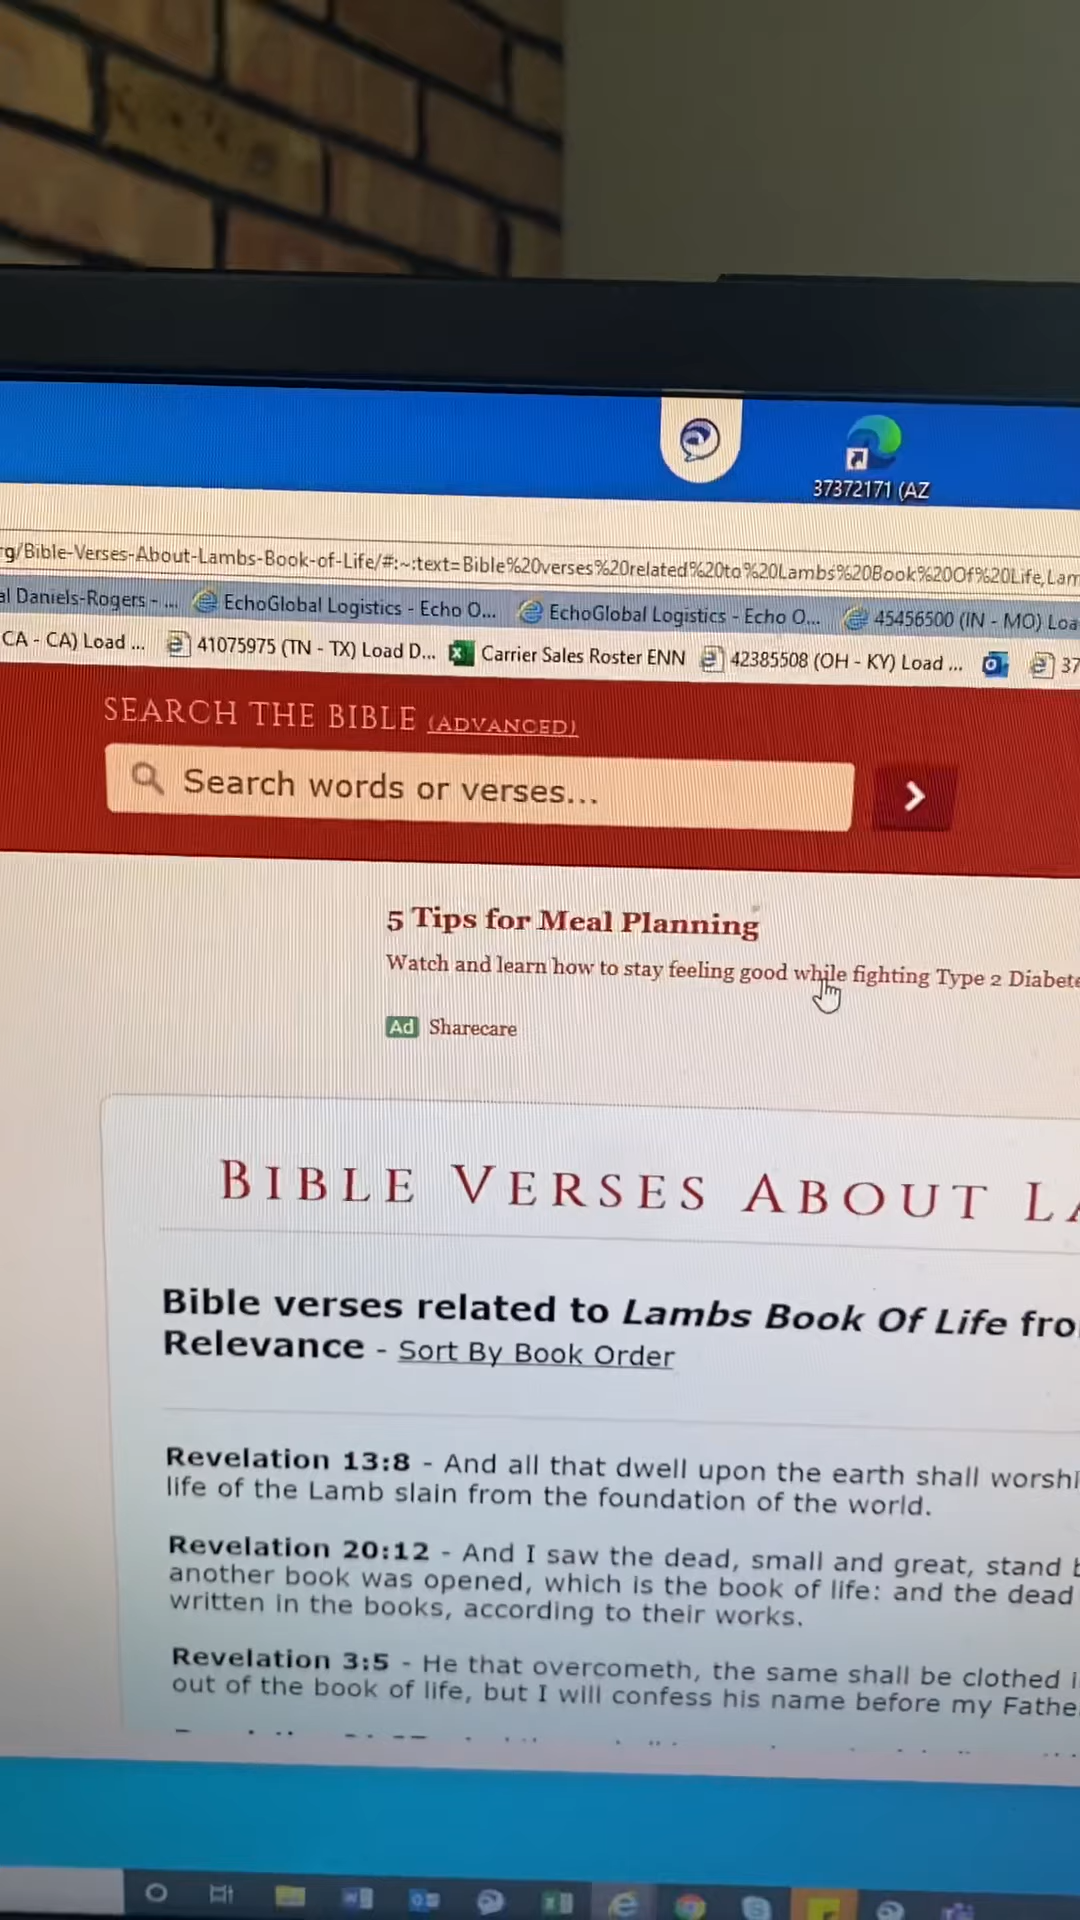 37372171 (AZ
rg/Bible-Verses-About-Lambs-Book-of-Life/#:~:text=Bible%20verses%20related%20to%20Lambs%20Book%20Of%20Life,Lam
al Daniels-Rogers - ...
EchoGlobal Logistics - Echo O...
EchoGlobal Logistics - Echo O...
45456500 (IN - MO) Loa
CA - CA) Load ...
41075975 (TN - TX) Load D...
Carrier Sales Roster ENN
42385508 (OH - KY) Load ...
37
SEARCH THE BIBLE (ADVANCED)
Search words or verses...
5 Tips for Meal Planning
Watch and learn how to stay feeling good while fighting Type 2 Diabete
Ad Sharecare
BIBLE VERSES ABOUT LA
Bible verses related to Lambs Book Of Life fro
Relevance - Sort By Book Order
Revelation 13:8 - And all that dwell upon the earth shall worshi
life of the Lamb slain from the foundation of the world.
Revelation 20:12 - And I saw the dead, small and great, stand b
another book was opened, which is the book of life: and the dead
written in the books, according to their works.
Revelation 3:5 - He that overcometh, the same shall be clothed i
out of the book of life, but I will confess his name before my Fathe